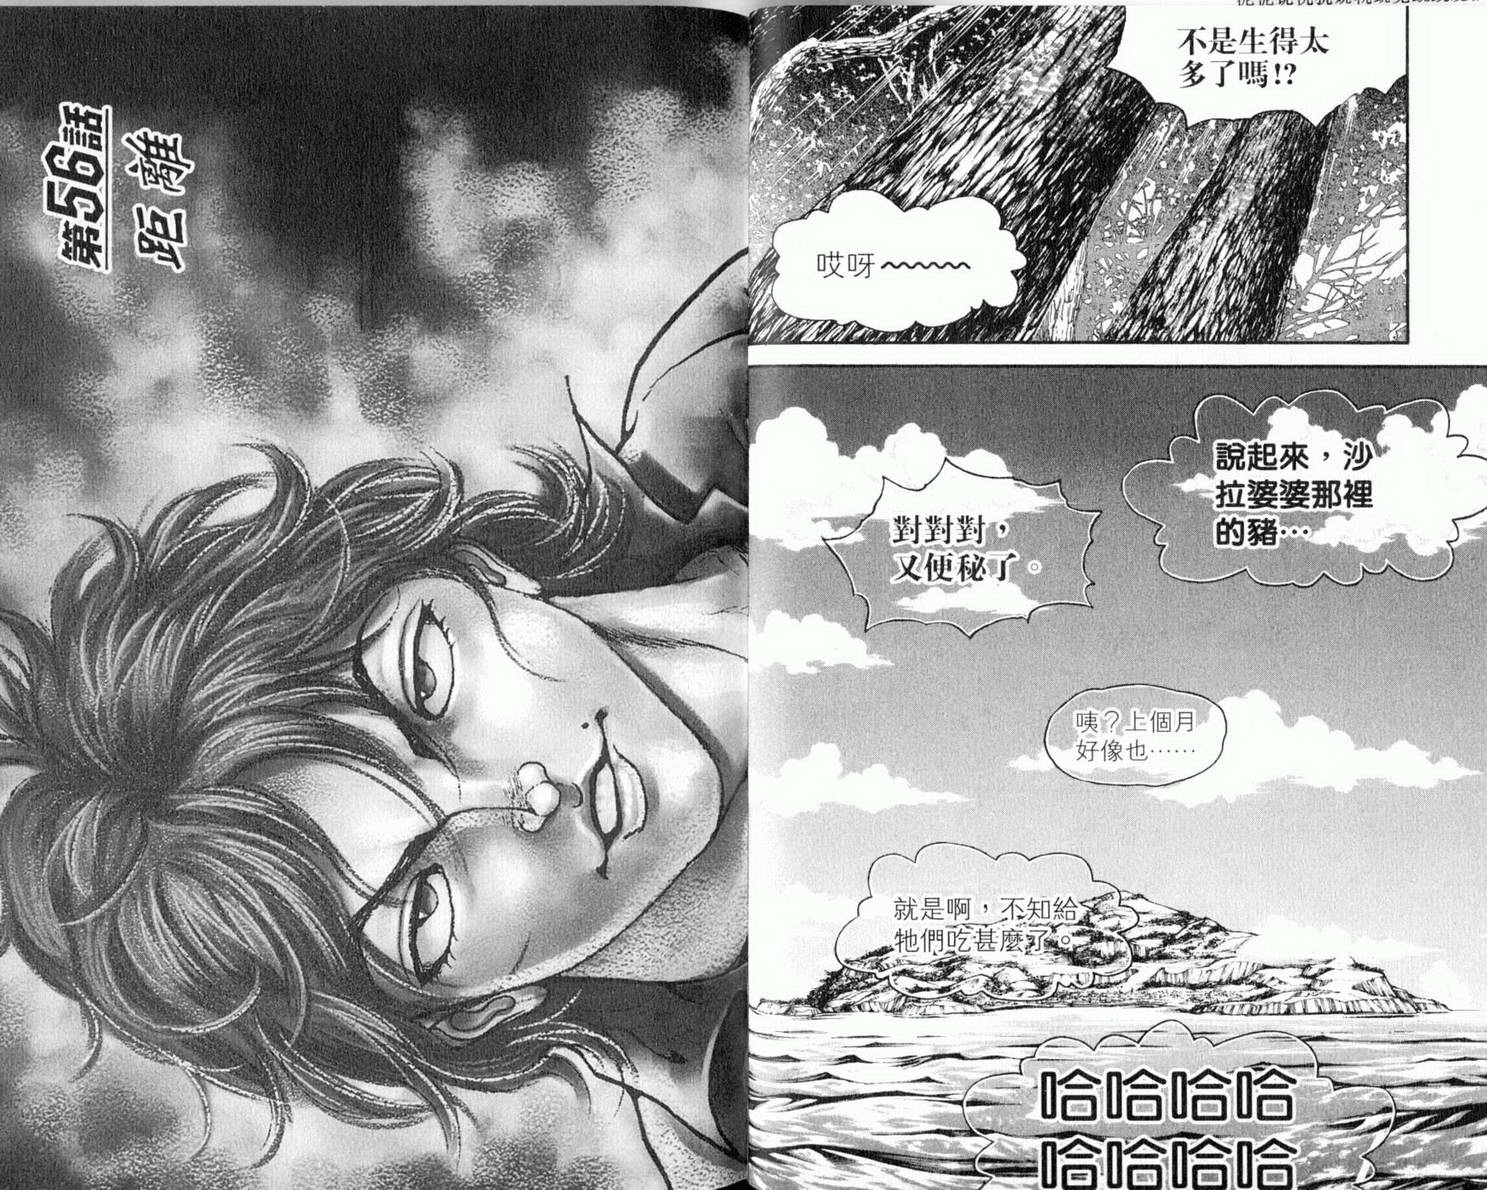 不是生得太
多了嗎!?
哎呀～～～～
說起來，沙
拉婆婆那裡
的豬…
對對對，
又便秘了。
咦？上個月
好像也……
就是啊，不知給
牠們吃甚麼了。
哈哈哈哈
哈哈哈哈
第56話
距離